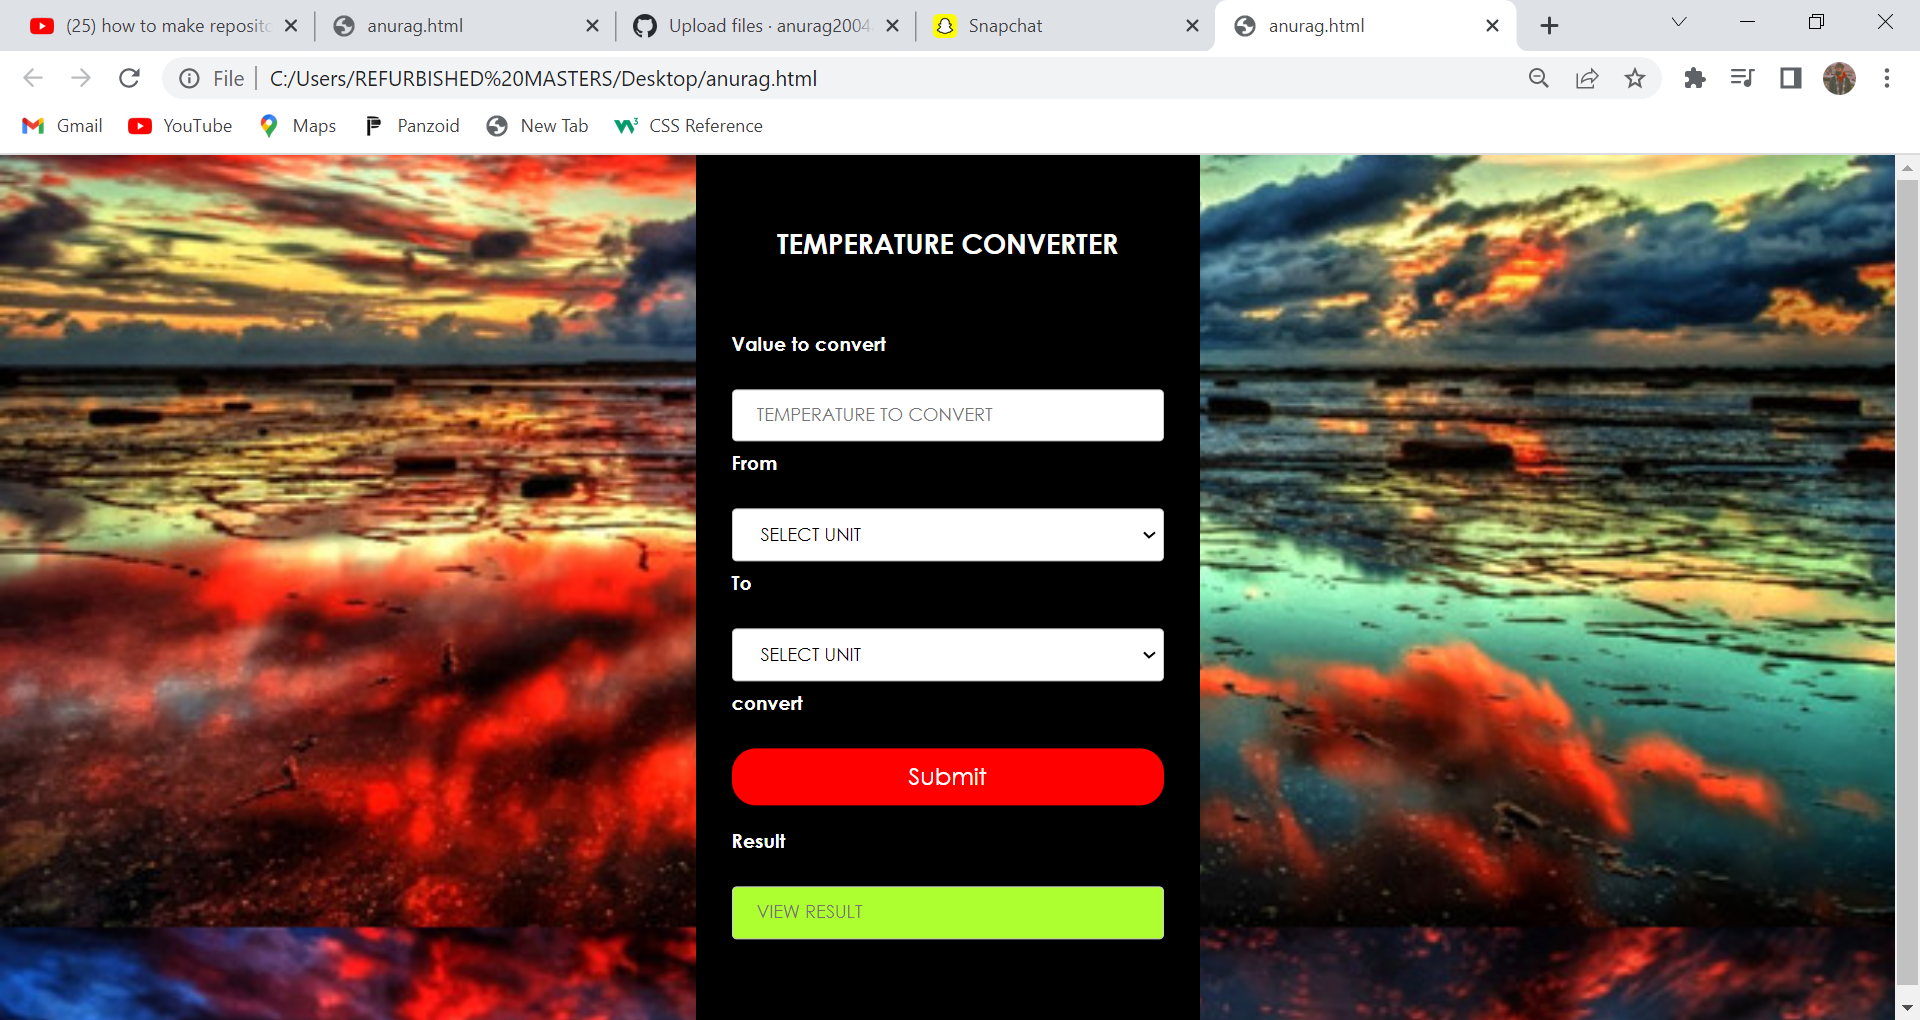 (25) how to make reposito
anurag.html
Upload files · anurag2004
Snapchat
anurag.html
File
C:/Users/REFURBISHED%20MASTERS/Desktop/anurag.html
Gmail
YouTube
Maps
Panzoid
New Tab
CSS Reference
TEMPERATURE CONVERTER
Value to convert
TEMPERATURE TO CONVERT
From
SELECT UNIT
To
SELECT UNIT
convert
Submit
Result
VIEW RESULT